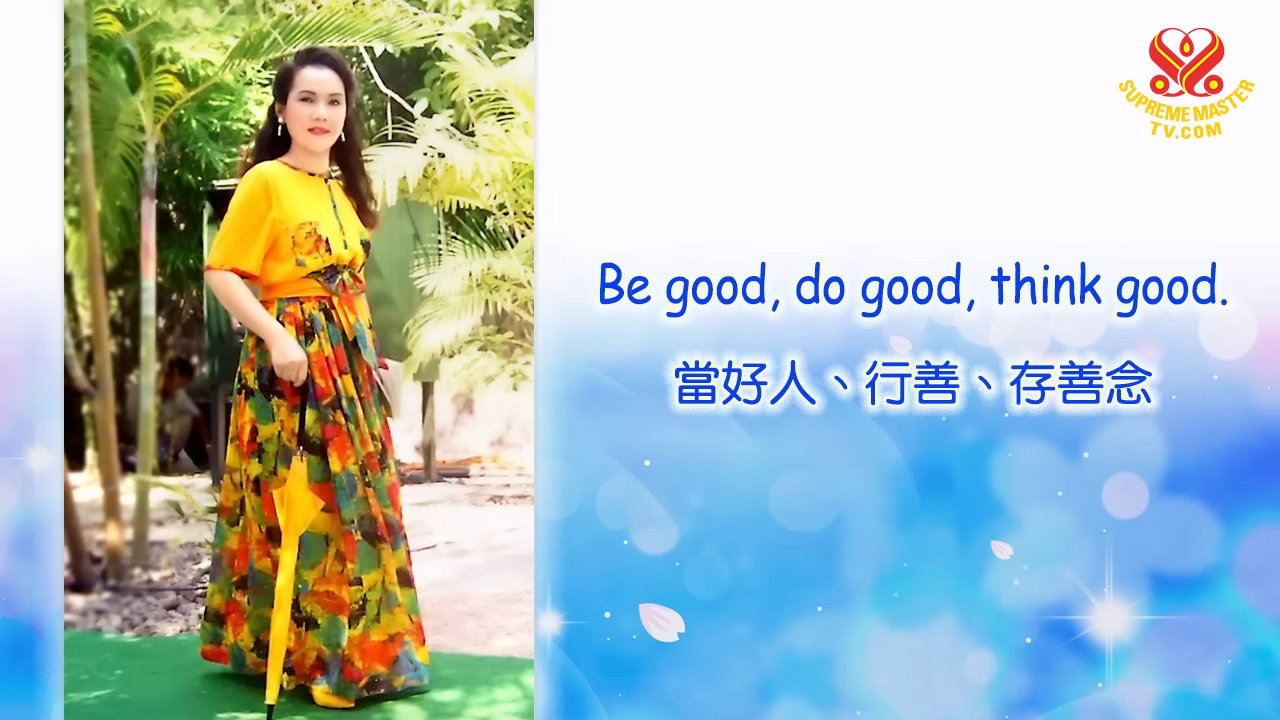 SUPREME MASTER
TV.COM
Be good, do good, think good.
當好人、行善、存善念